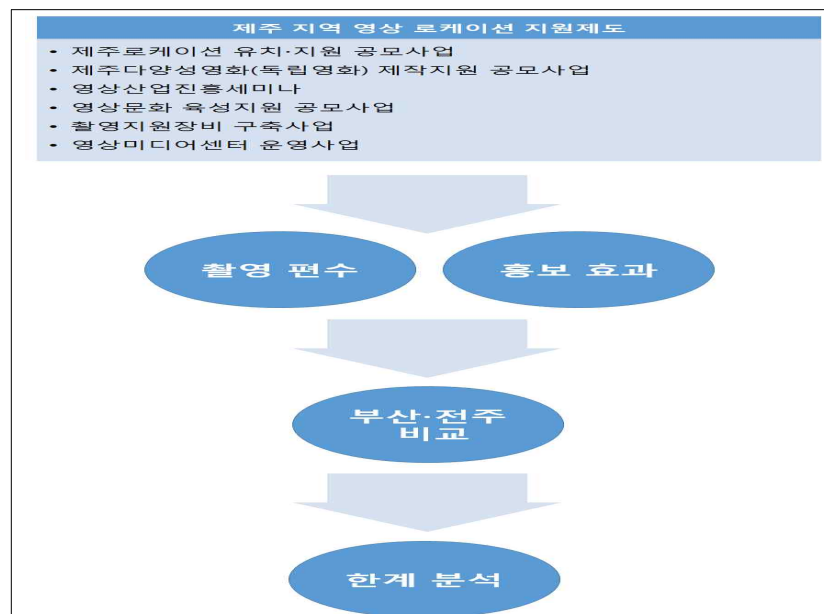 제주 지역 영상 로케이션 지원제도
• 제주로케이션 유치·지원 공모사업
• 제주다양성영화(독립영화) 제작지원 공모사업
• 영상산업진흥세미나
• 영상문화 육성지원 공모사업
• 촬영지원장비 구축사업
• 영상미디어센터 운영사업
촬영 편수
홍보 효과
부산·전주
비교
한계 분석